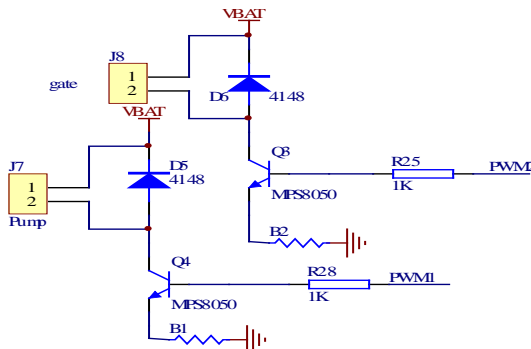 VBAT
J8
1
2
gate
D6
4148
VBAT
Q3
R25
PWM2
1K
MPS8050
J7
1
2
Pump
D5
4148
B2
Q4
R28
PWM1
1K
MPS8050
B1